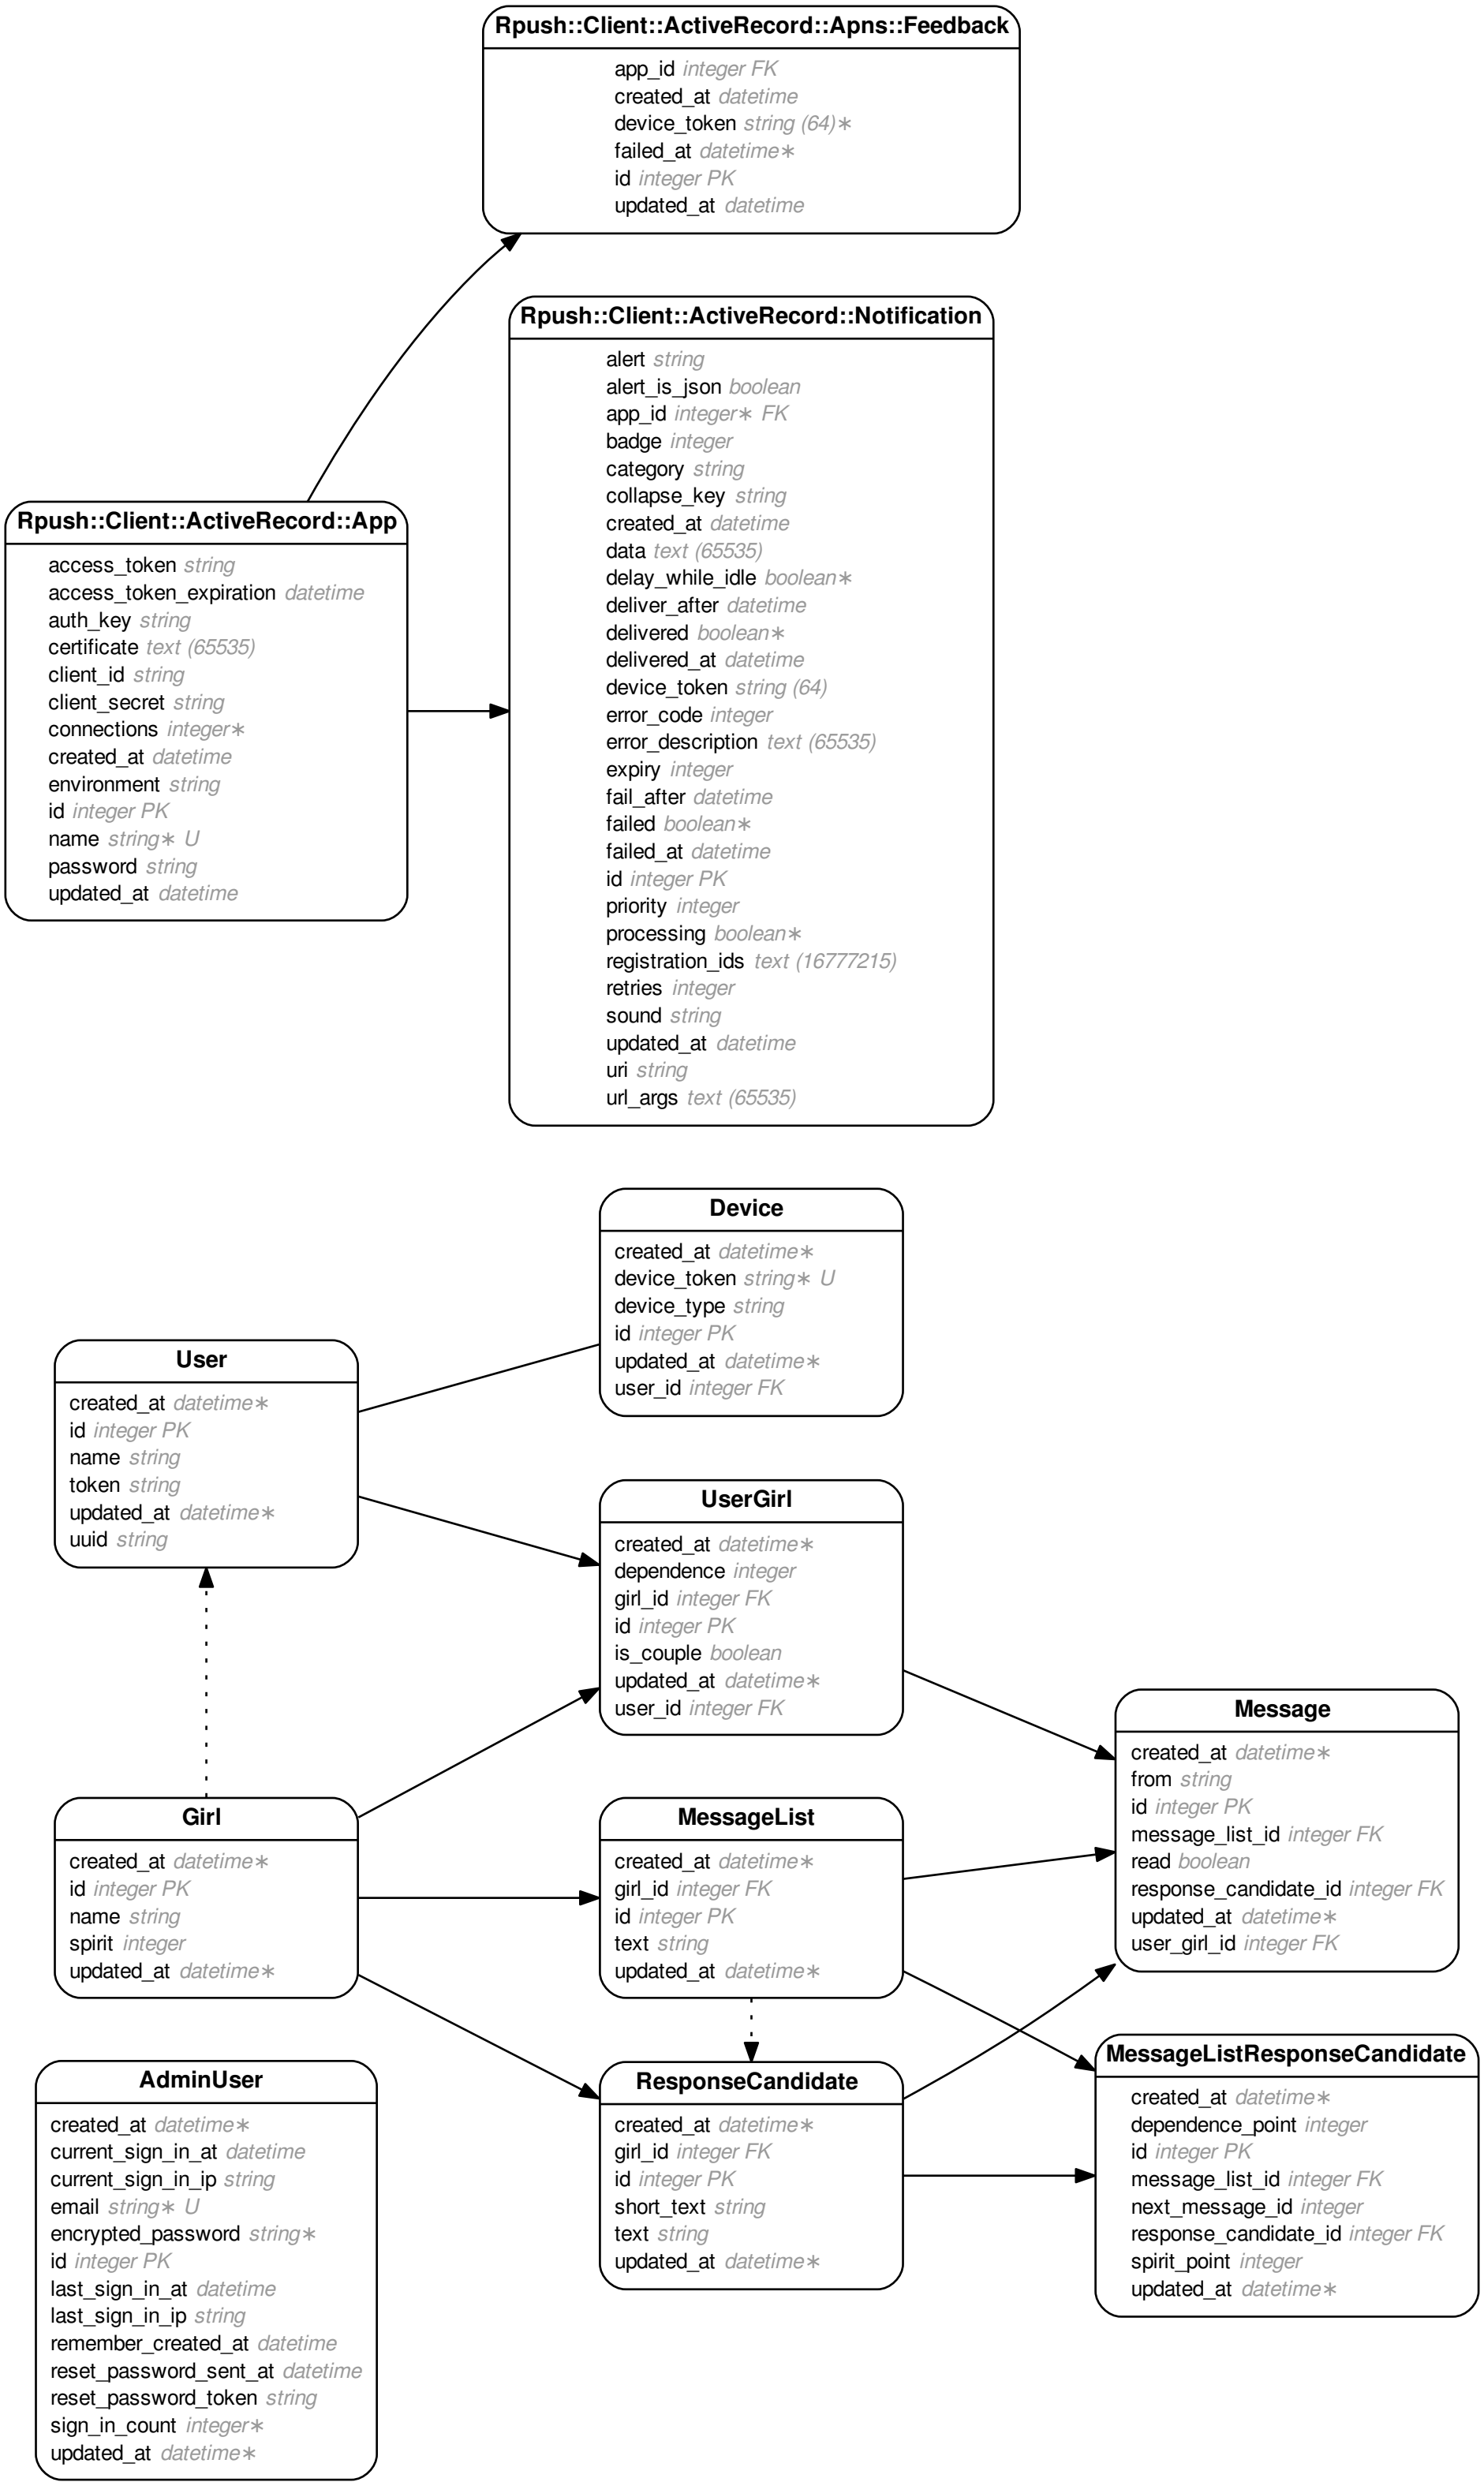 Rpush::Client::ActiveRecord::Apns::Feedback
app_id integer FK
created_at datetime
device_token string (64)∗
failed_at datetime∗
id integer PK
updated_at datetime
Rpush::Client::ActiveRecord::Notification
alert string
alert_is_json boolean
app_id integer∗ FK
badge integer
category string
collapse_key string
created_at datetime
data text (65535)
delay_while_idle boolean∗
deliver_after datetime
delivered boolean∗
delivered_at datetime
device_token string (64)
error_code integer
error_description text (65535)
expiry integer
fail_after datetime
failed boolean∗
failed_at datetime
id integer PK
priority integer
processing boolean∗
registration_ids text (16777215)
retries integer
sound string
updated_at datetime
uri string
url_args text (65535)
Rpush::Client::ActiveRecord::App
access_token string
access_token_expiration datetime
auth_key string
certificate text (65535)
client_id string
client_secret string
connections integer∗
created_at datetime
environment string
id integer PK
name string∗ U
password string
updated_at datetime
Device
created_at datetime∗
device_token string∗ U
device_type string
id integer PK
updated_at datetime∗
user_id integer FK
User
created_at datetime∗
id integer PK
name string
token string
updated_at datetime∗
uuid string
UserGirl
created_at datetime∗
dependence integer
girl_id integer FK
id integer PK
is_couple boolean
updated_at datetime∗
user_id integer FK
Message
created_at datetime∗
from string
id integer PK
message_list_id integer FK
read boolean
response_candidate_id integer FK
updated_at datetime∗
user_girl_id integer FK
Girl
created_at datetime∗
id integer PK
name string
spirit integer
updated_at datetime∗
MessageList
created_at datetime∗
girl_id integer FK
id integer PK
text string
updated_at datetime∗
MessageListResponseCandidate
created_at datetime∗
dependence_point integer
id integer PK
message_list_id integer FK
next_message_id integer
response_candidate_id integer FK
spirit_point integer
updated_at datetime∗
ResponseCandidate
created_at datetime∗
girl_id integer FK
id integer PK
short_text string
text string
updated_at datetime∗
AdminUser
created_at datetime∗
current_sign_in_at datetime
current_sign_in_ip string
email string∗ U
encrypted_password string∗
id integer PK
last_sign_in_at datetime
last_sign_in_ip string
remember_created_at datetime
reset_password_sent_at datetime
reset_password_token string
sign_in_count integer∗
updated_at datetime∗